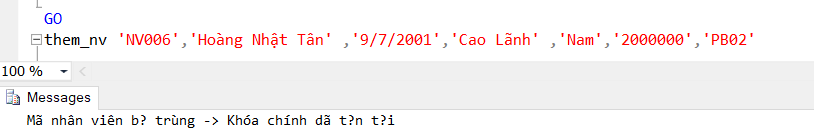 GO
them_nv 'NV006','Hoàng Nhật Tân' ,'9/7/2001','Cao Lãnh' ,'Nam','2000000','PB02'
100 %
Messages
Mã nhân viên b? trùng -> Khóa chính dã t?n t?i